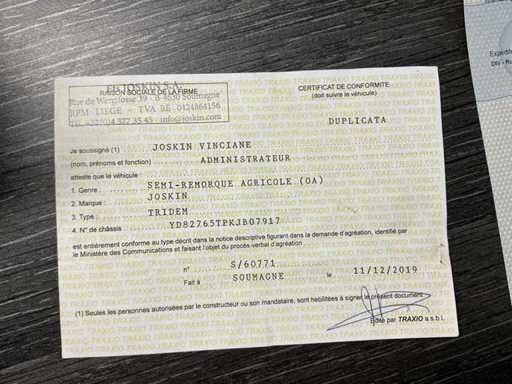 ED JOSKIN S.A.
RAISON SOCIALE DE LA FIRME
Rue de Wergifosse 39 - B-4630 Soumagne
RPM LIEGE - TVA BE 0424864156
info@joskin.com
CERTIFICAT DE CONFORMITE
(doit suivre le véhicule)
DUPLICATA
Je soussigné (1) JOSKIN VINCIANE
(nom, prénoms et fonction) ADMINISTRATEUR
atteste que le véhicule :
1. Genre : SEMI-REMORQUE AGRICOLE (OA)
2. Marque : JOSKIN
3. Type : TRIDEM
4. N° de châssis YD82765TPKJB07917
est entièrement conforme au type décrit dans la notice descriptive figurant dans la demande d'agréation, identifié par
le Ministère des Communications et faisant l'objet du procès verbal d'agréation
n° S/60771
Fait à SOUMAGNE le 11/12/2019
(1) Seules les personnes autorisées par le constructeur ou son mandataire, sont habilitées à signer le présent document
Edité par TRAXIO a.s.b.l.